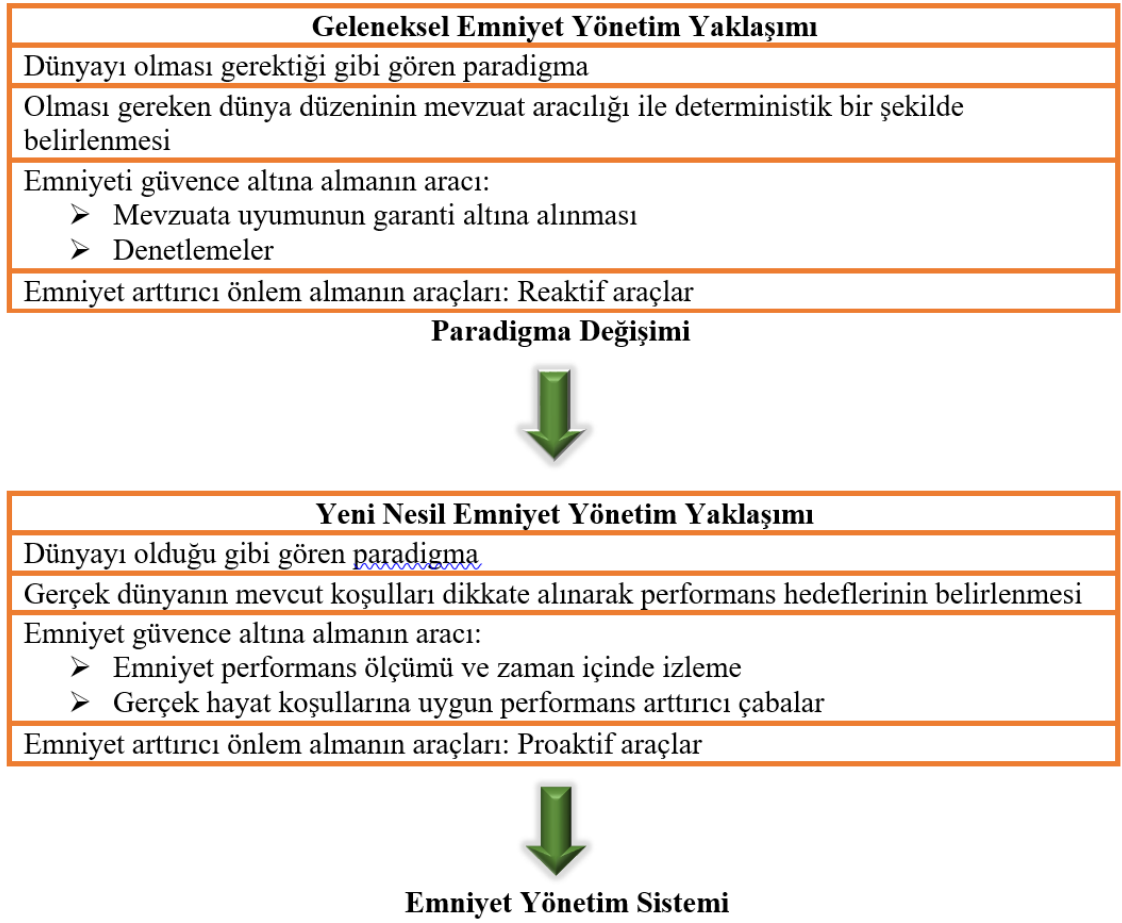 Geleneksel Emniyet Yönetim Yaklaşımı
Dünyayı olması gerektiği gibi gören paradigma
Olması gereken dünya düzeninin mevzuat aracılığı ile deterministik bir şekilde
belirlenmesi
Emniyeti güvence altına almanın aracı:
➢ Mevzuata uyumunun garanti altına alınması
➢ Denetlemeler
Emniyet arttırıcı önlem almanın araçları: Reaktif araçlar
Paradigma Değişimi
Yeni Nesil Emniyet Yönetim Yaklaşımı
Dünyayı olduğu gibi gören paradigma
Gerçek dünyanın mevcut koşulları dikkate alınarak performans hedeflerinin belirlenmesi
Emniyet güvence altına almanın aracı:
➢ Emniyet performans ölçümü ve zaman içinde izleme
➢ Gerçek hayat koşullarına uygun performans arttırıcı çabalar
Emniyet arttırıcı önlem almanın araçları: Proaktif araçlar
Emniyet Yönetim Sistemi